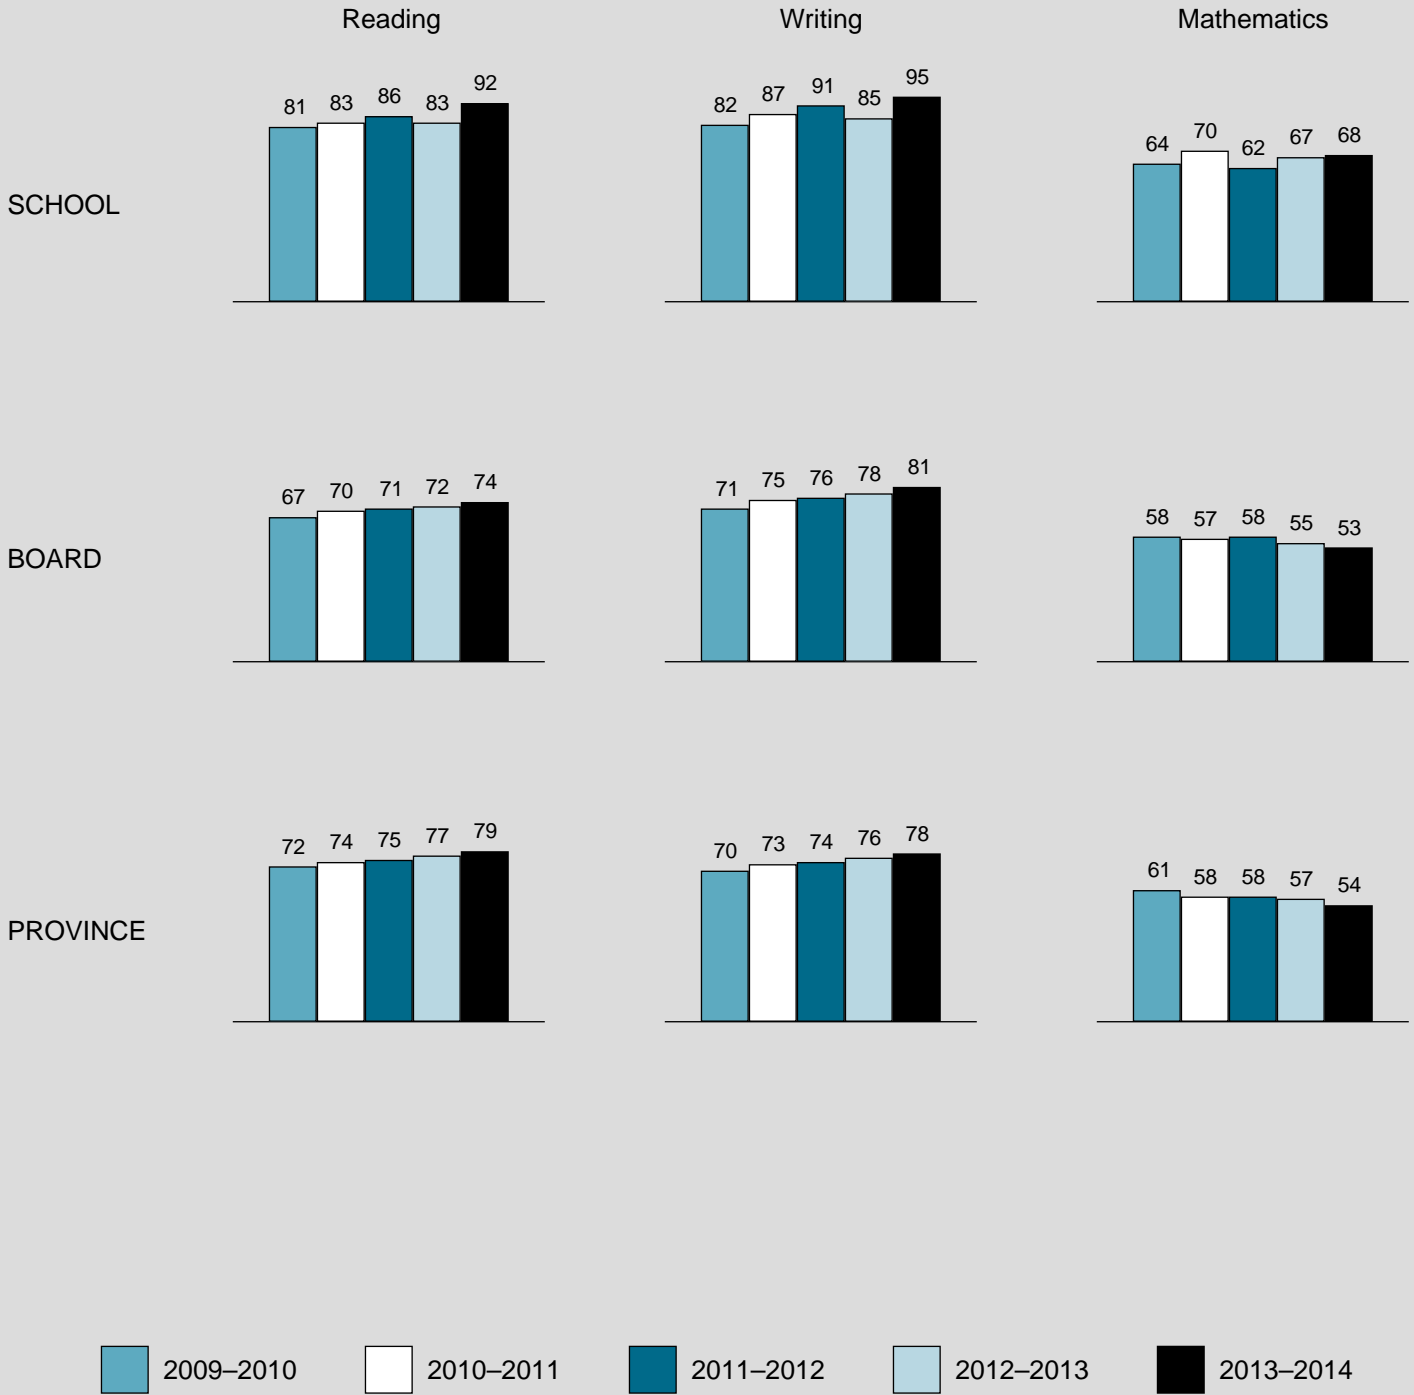 Reading Writing Mathematics
SCHOOL
81 83 86 83 92
82 87 91 85 95
64 70 62 67 68
BOARD
67 70 71 72 74
71 75 76 78 81
58 57 58 55 53
PROVINCE
72 74 75 77 79
70 73 74 76 78
61 58 58 57 54
2009–2010 2010–2011 2011–2012 2012–2013 2013–2014